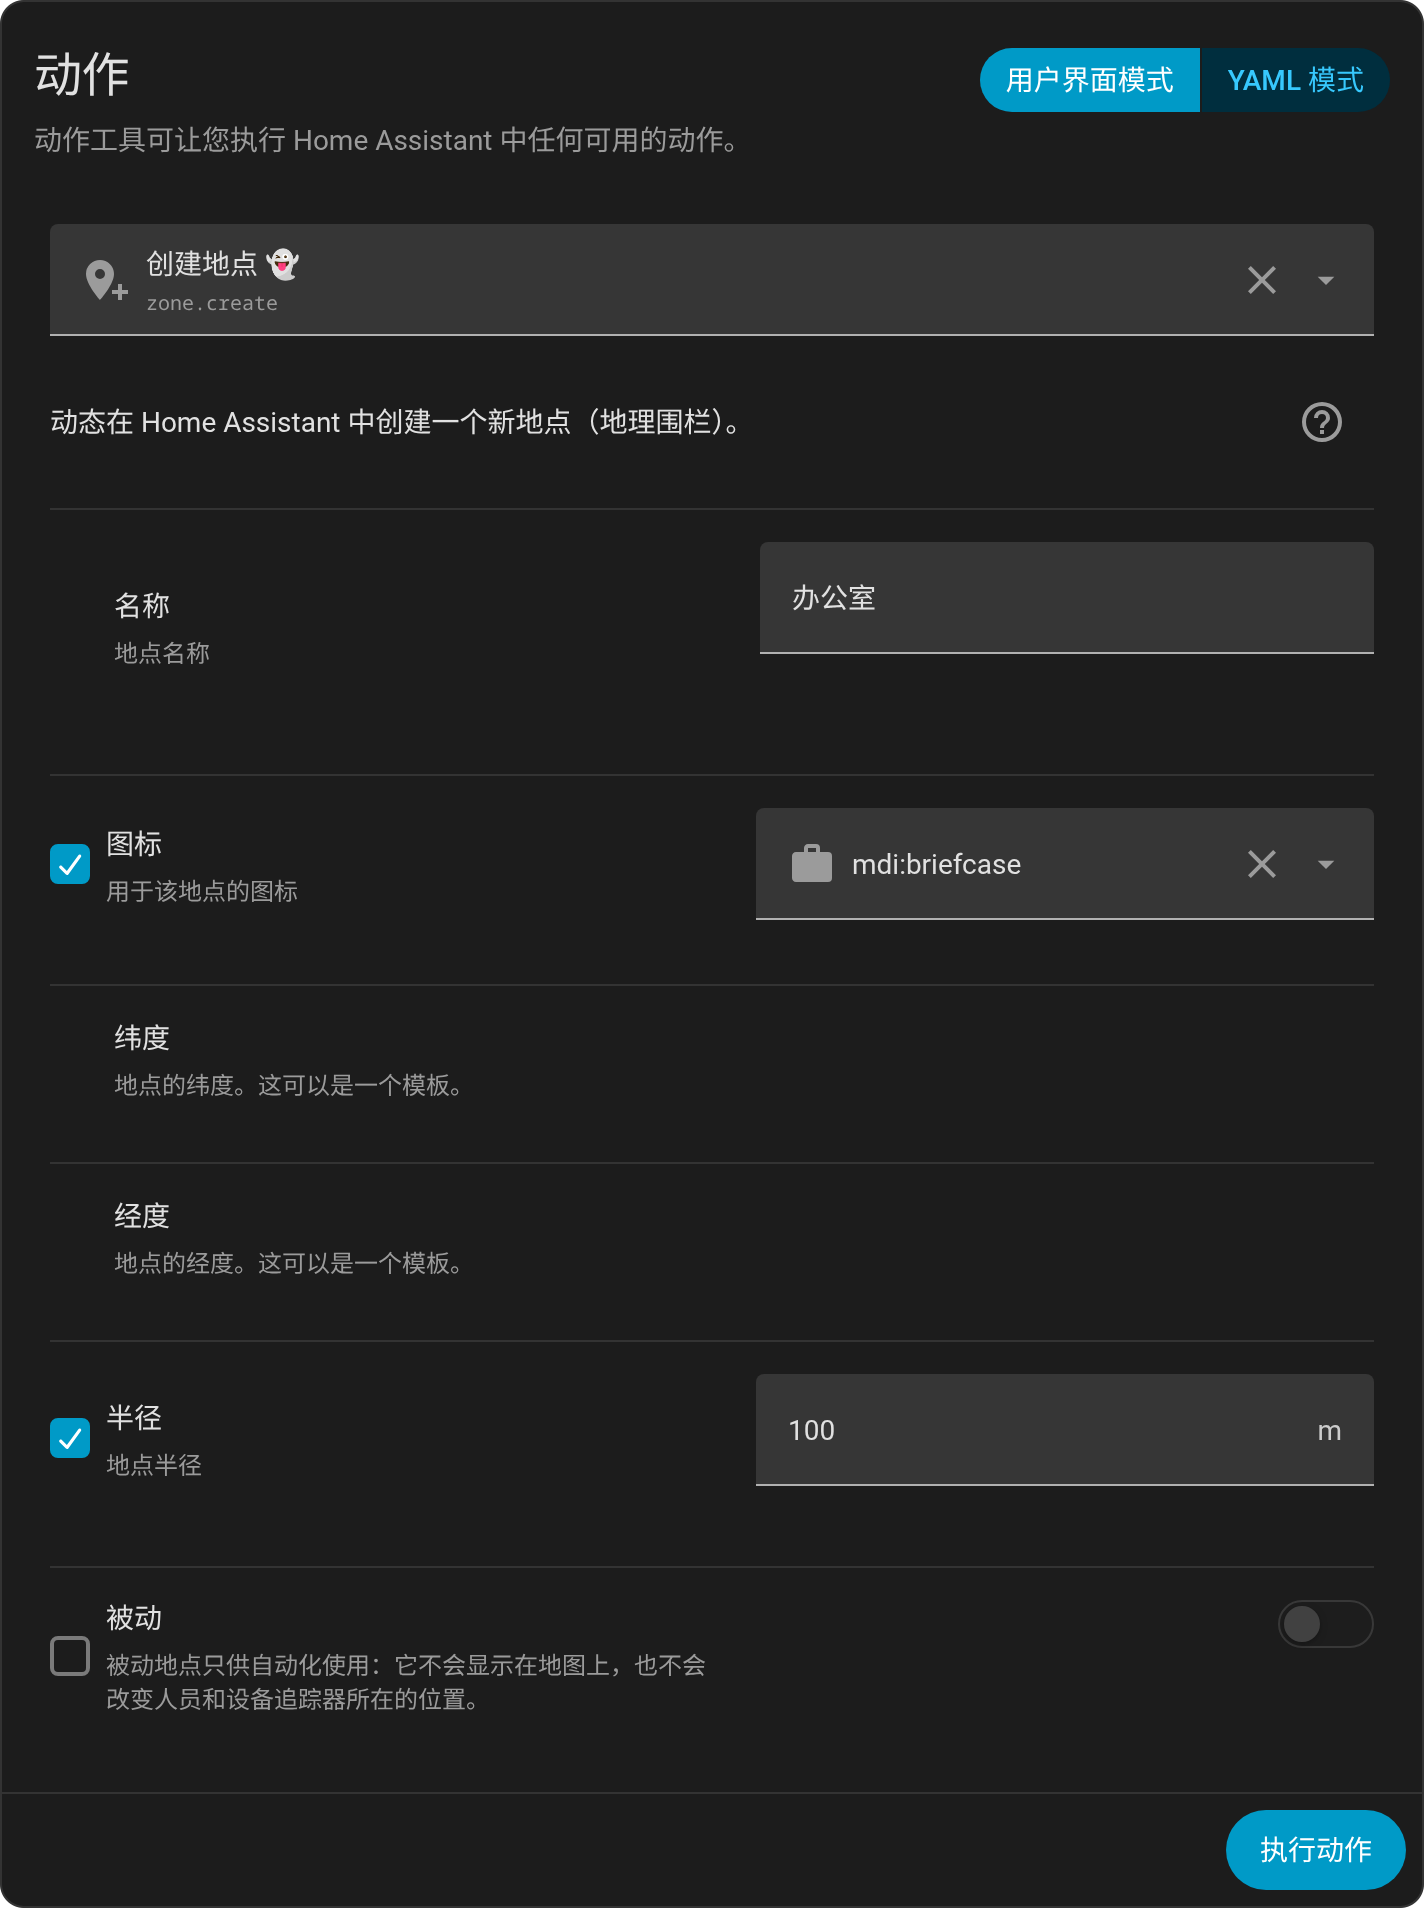 动作
用户界面模式
YAML 模式
动作工具可让您执行 Home Assistant 中任何可用的动作。
创建地点 👻
zone.create
动态在 Home Assistant 中创建一个新地点（地理围栏）。
名称
地点名称
办公室
图标
用于该地点的图标
mdi:briefcase
纬度
地点的纬度。这可以是一个模板。
经度
地点的经度。这可以是一个模板。
半径
地点半径
100
m
被动
被动地点只供自动化使用：它不会显示在地图上，也不会
改变人员和设备追踪器所在的位置。
执行动作